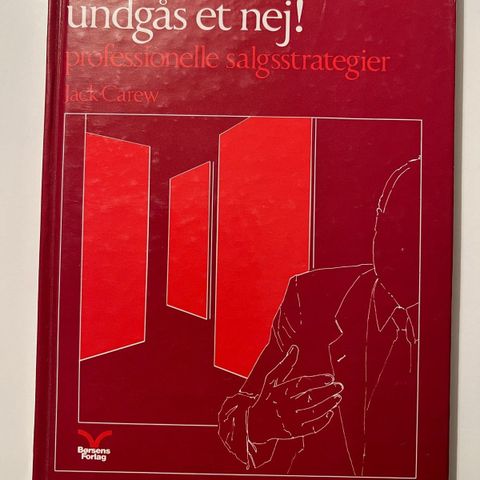 undgås et nej!
professionelle salgsstrategier
Jack Carew
Børsens
Forlag